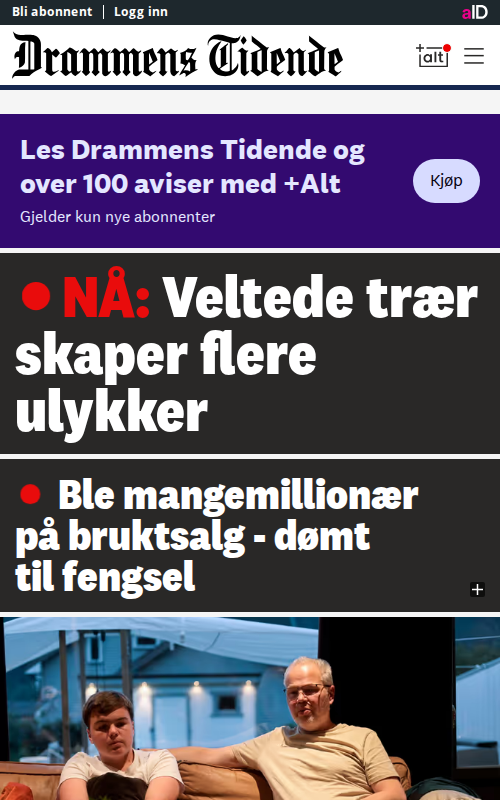 Bli abonnent | Logg inn
aID
Drammens Tidende
+alt
Les Drammens Tidende og
over 100 aviser med +Alt
Gjelder kun nye abonnenter
Kjøp
NÅ: Veltede trær
skaper flere
ulykker
Ble mangemillionær
på bruktsalg - dømt
til fengsel
+